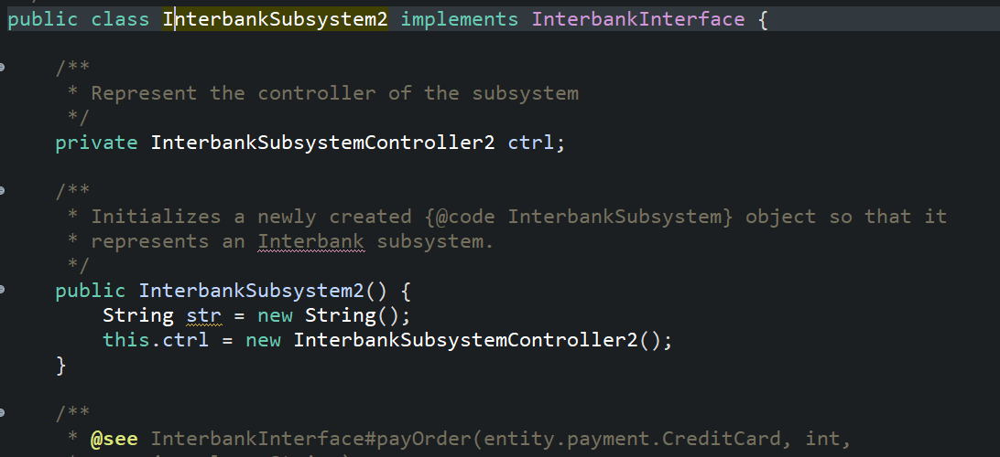 public class InterbankSubsystem2 implements InterbankInterface {
/**
* Represent the controller of the subsystem
*/
private InterbankSubsystemController2 ctrl;
/**
* Initializes a newly created {@code InterbankSubsystem} object so that it
* represents an Interbank subsystem.
*/
public InterbankSubsystem2() {
String str = new String();
this.ctrl = new InterbankSubsystemController2();
}
/**
* @see InterbankInterface#payOrder(entity.payment.CreditCard, int,